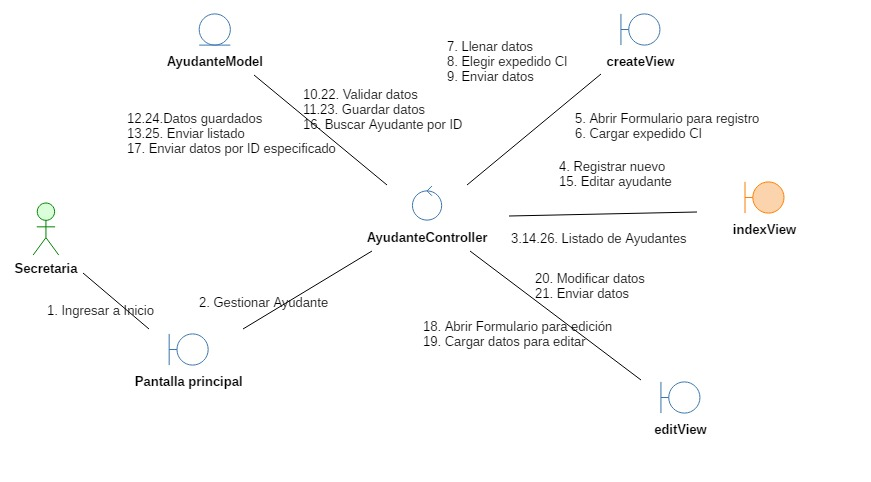 AyudanteModel
createView
7. Llenar datos
8. Elegir expedido CI
9. Enviar datos
10.22. Validar datos
11.23. Guardar datos
16. Buscar Ayudante por ID
12.24.Datos guardados
13.25. Enviar listado
17. Enviar datos por ID especificado
5. Abrir Formulario para registro
6. Cargar expedido CI
4. Registrar nuevo
15. Editar ayudante
indexView
AyudanteController
3.14.26. Listado de Ayudantes
Secretaria
1. Ingresar a Inicio
2. Gestionar Ayudante
20. Modificar datos
21. Enviar datos
18. Abrir Formulario para edición
19. Cargar datos para editar
Pantalla principal
editView